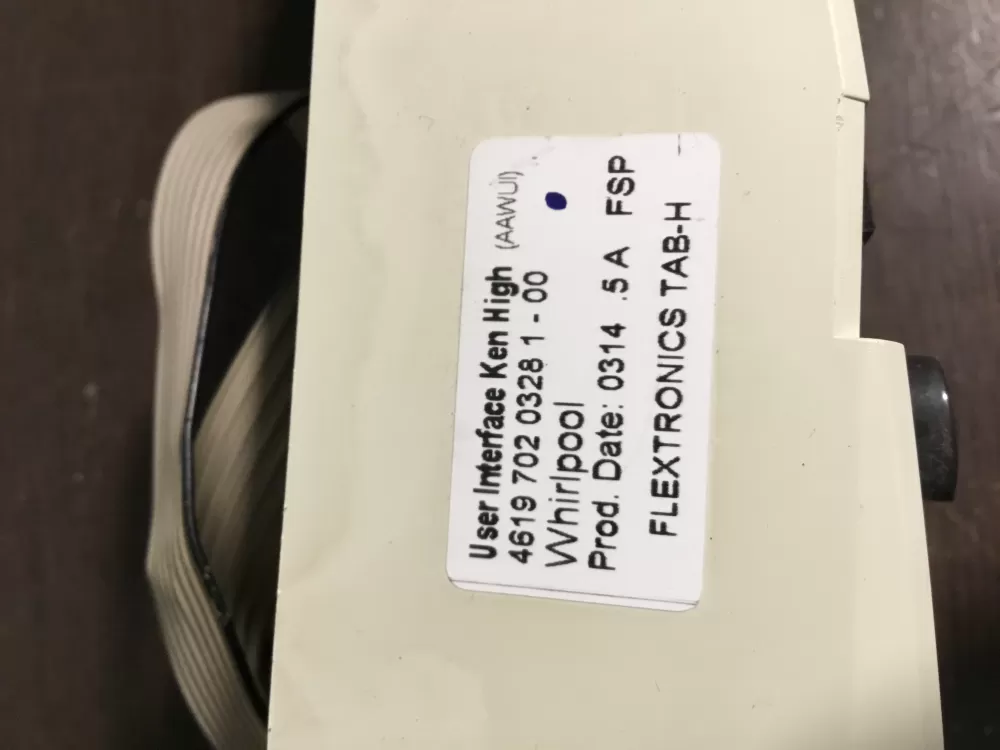 User Interface Ken High (AAWUI)
4619 702 0328 1 - 00
Whirlpool
Prod. Date: 0314 .5 A FSP
FLEXTRONICS TAB-H